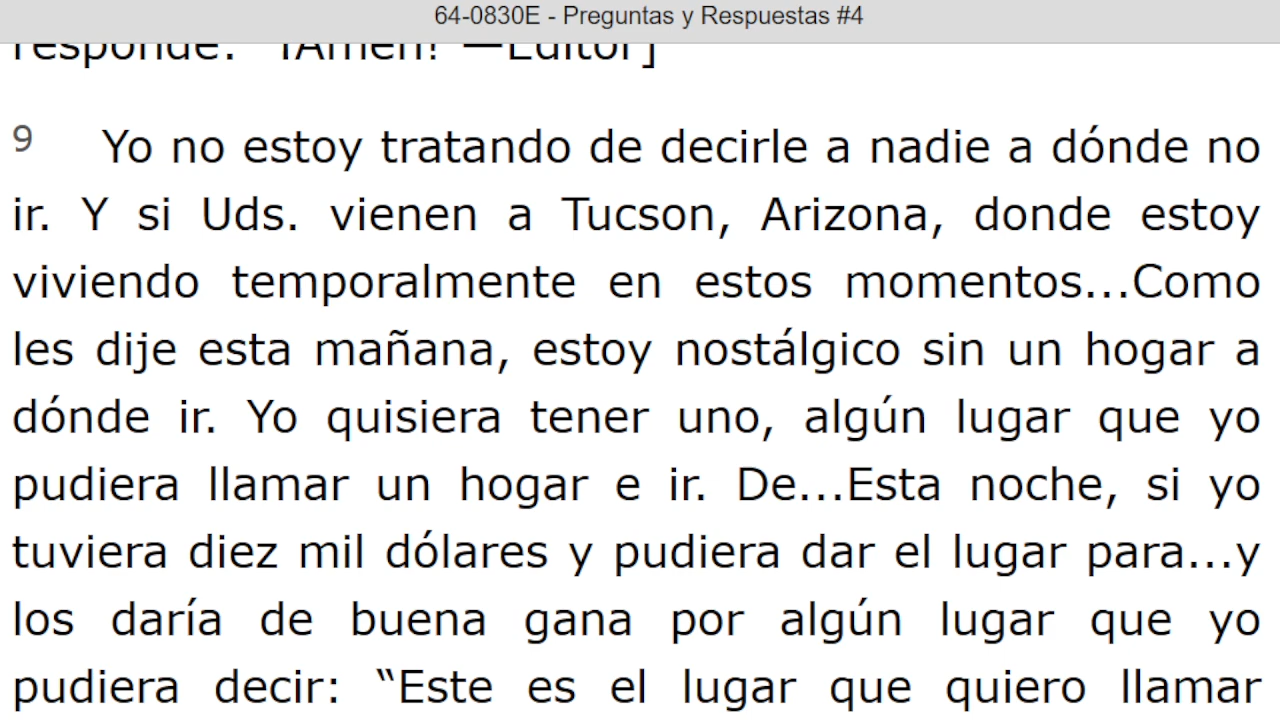 64-0830E - Preguntas y Respuestas #4
responde: “¡Amén!”—Editor]
9 Yo no estoy tratando de decirle a nadie a dónde no
ir. Y si Uds. vienen a Tucson, Arizona, donde estoy
viviendo temporalmente en estos momentos...Como
les dije esta mañana, estoy nostálgico sin un hogar a
dónde ir. Yo quisiera tener uno, algún lugar que yo
pudiera llamar un hogar e ir. De...Esta noche, si yo
tuviera diez mil dólares y pudiera dar el lugar para...y
los daría de buena gana por algún lugar que yo
pudiera decir: “Este es el lugar que quiero llamar